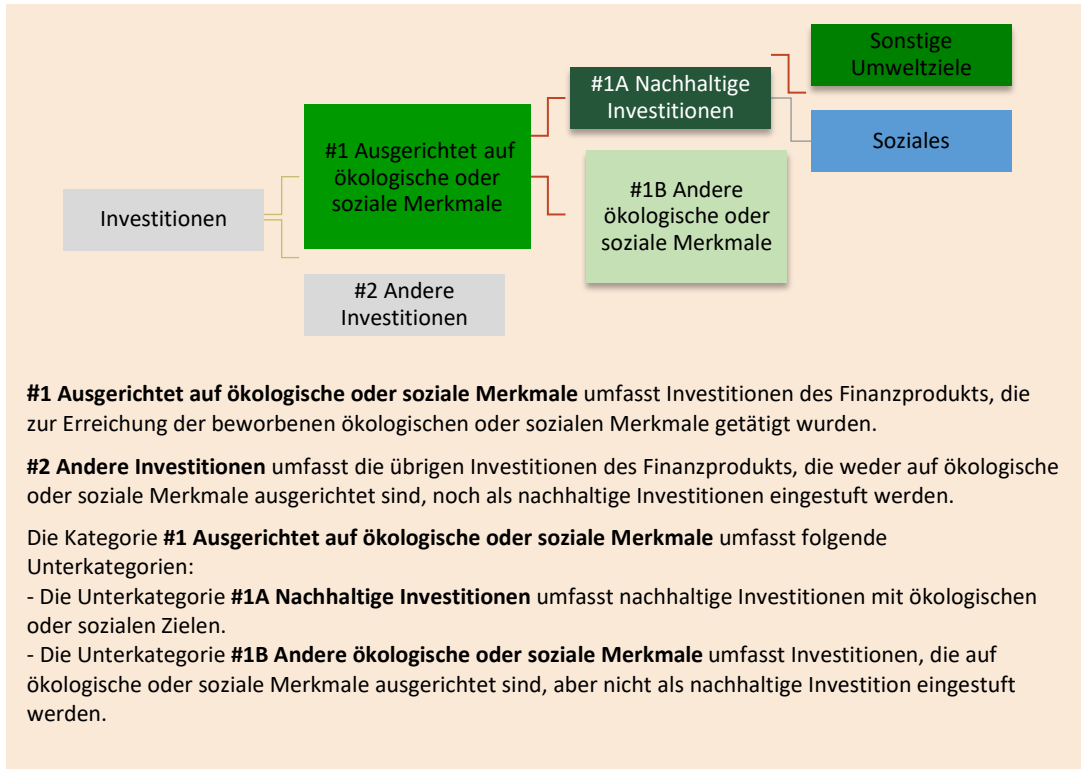 Sonstige
Umweltziele
#1A Nachhaltige
Investitionen
Soziales
#1 Ausgerichtet auf
ökologische oder
soziale Merkmale
#1B Andere
ökologische oder
soziale Merkmale
Investitionen
#2 Andere
Investitionen
#1 Ausgerichtet auf ökologische oder soziale Merkmale umfasst Investitionen des Finanzprodukts, die
zur Erreichung der beworbenen ökologischen oder sozialen Merkmale getätigt wurden.
#2 Andere Investitionen umfasst die übrigen Investitionen des Finanzprodukts, die weder auf ökologische
oder soziale Merkmale ausgerichtet sind, noch als nachhaltige Investitionen eingestuft werden.
Die Kategorie #1 Ausgerichtet auf ökologische oder soziale Merkmale umfasst folgende
Unterkategorien:
- Die Unterkategorie #1A Nachhaltige Investitionen umfasst nachhaltige Investitionen mit ökologischen
oder sozialen Zielen.
- Die Unterkategorie #1B Andere ökologische oder soziale Merkmale umfasst Investitionen, die auf
ökologische oder soziale Merkmale ausgerichtet sind, aber nicht als nachhaltige Investition eingestuft
werden.